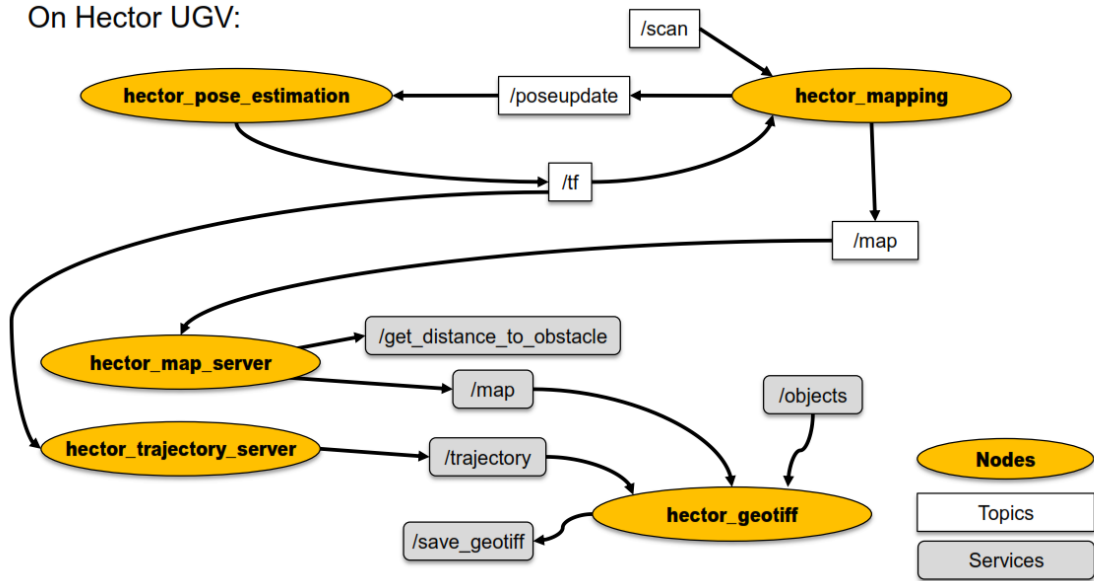 On Hector UGV:
/scan
hector_pose_estimation
/poseupdate
hector_mapping
/tf
/map
/get_distance_to_obstacle
hector_map_server
/map
/objects
hector_trajectory_server
/trajectory
Nodes
hector_geotiff
Topics
/save_geotiff
Services